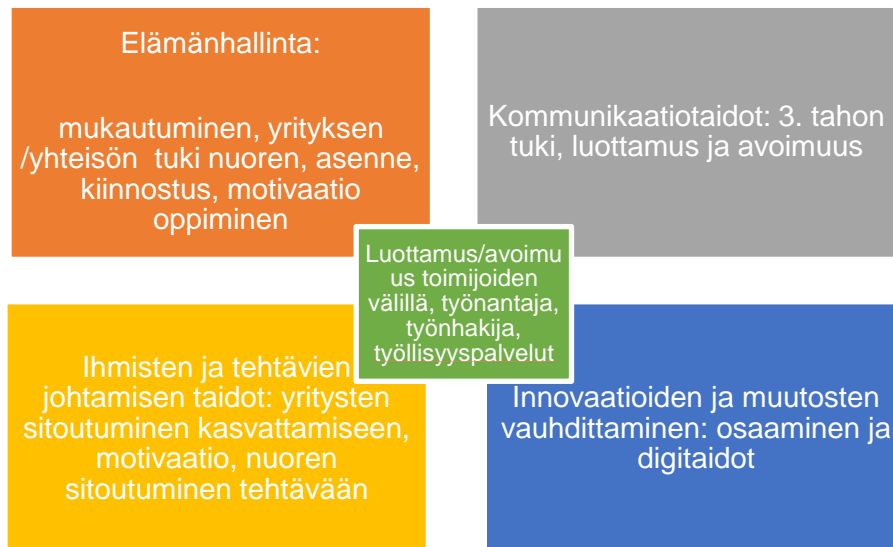 Elämänhallinta:
mukautuminen, yrityksen
/yhteisön tuki nuoren, asenne,
kiinnostus, motivaatio
oppiminen
Kommunikaatiotaidot: 3. tahon
tuki, luottamus ja avoimuus
Luottamus/avoimu
us toimijoiden
välillä, työnantaja,
työnhakija,
työllisyyspalvelut
Ihmisten ja tehtävien
johtamisen taidot: yritysten
sitoutuminen kasvattamiseen,
motivaatio, nuoren
sitoutuminen tehtävään
Innovaatioiden ja muutosten
vauhdittaminen: osaaminen ja
digitaidot